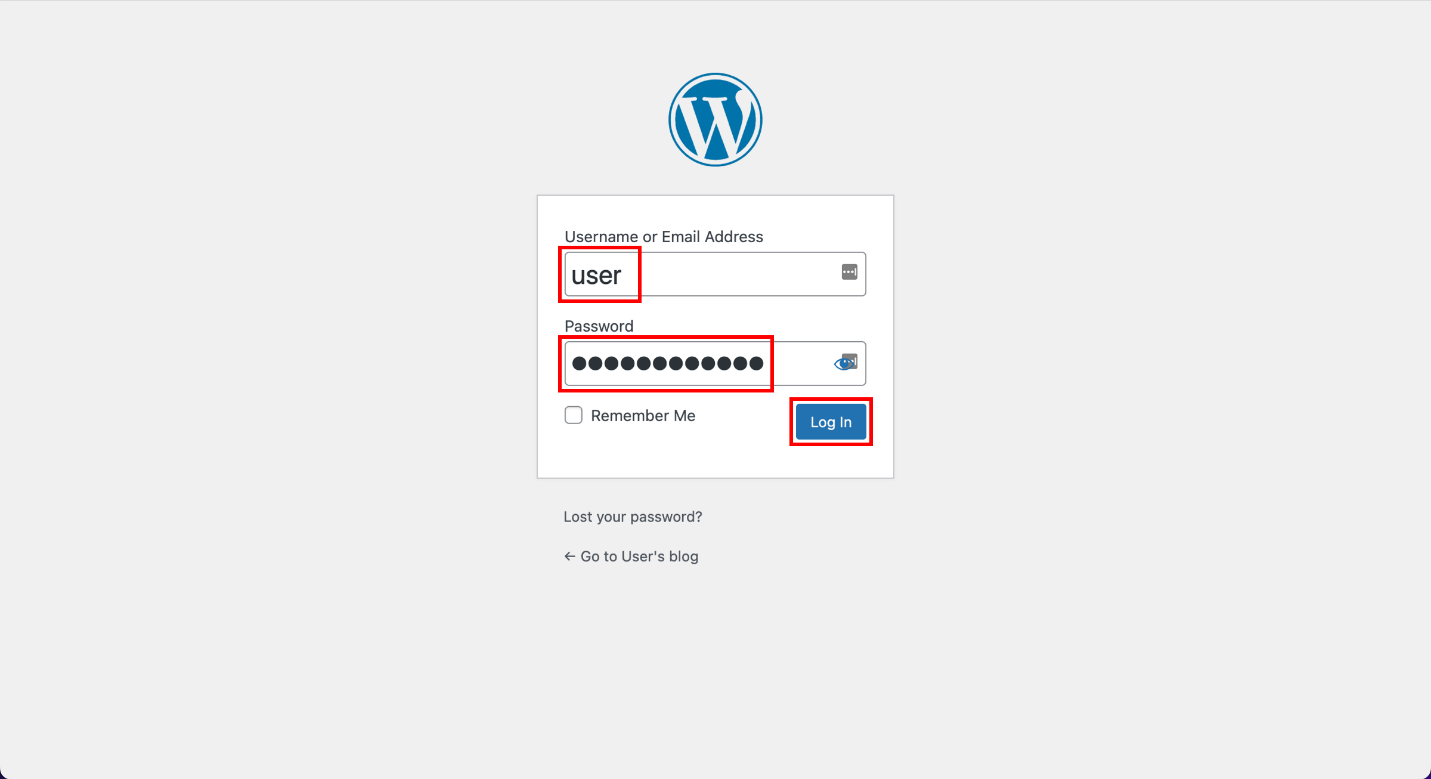 Username or Email Address
user
Password
●●●●●●●●●●●●
Remember Me
Log In
Lost your password?
← Go to User's blog